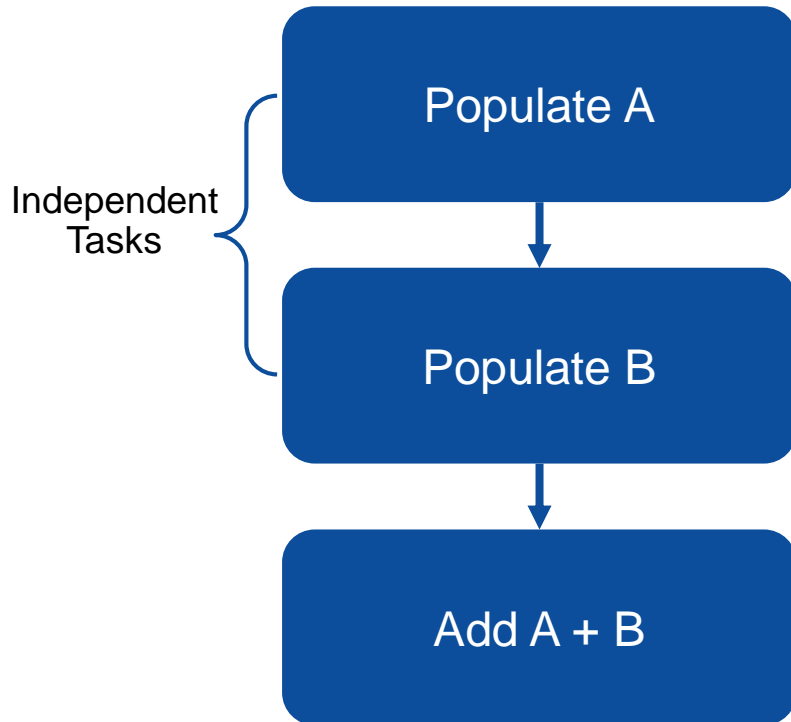 Populate A
Independent
Tasks
Populate B
Add A + B